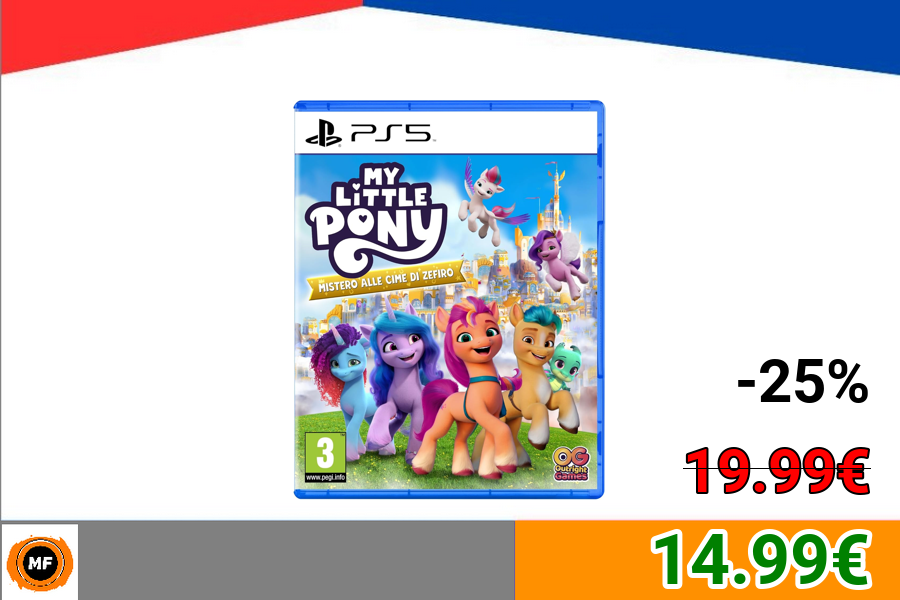 PS5
MY
LITTLE
PONY
MISTERO ALLE CIME DI ZEFIRO
3
www.pegi.info
OG
Outright
Games
-25%
19.99€
14.99€
MF